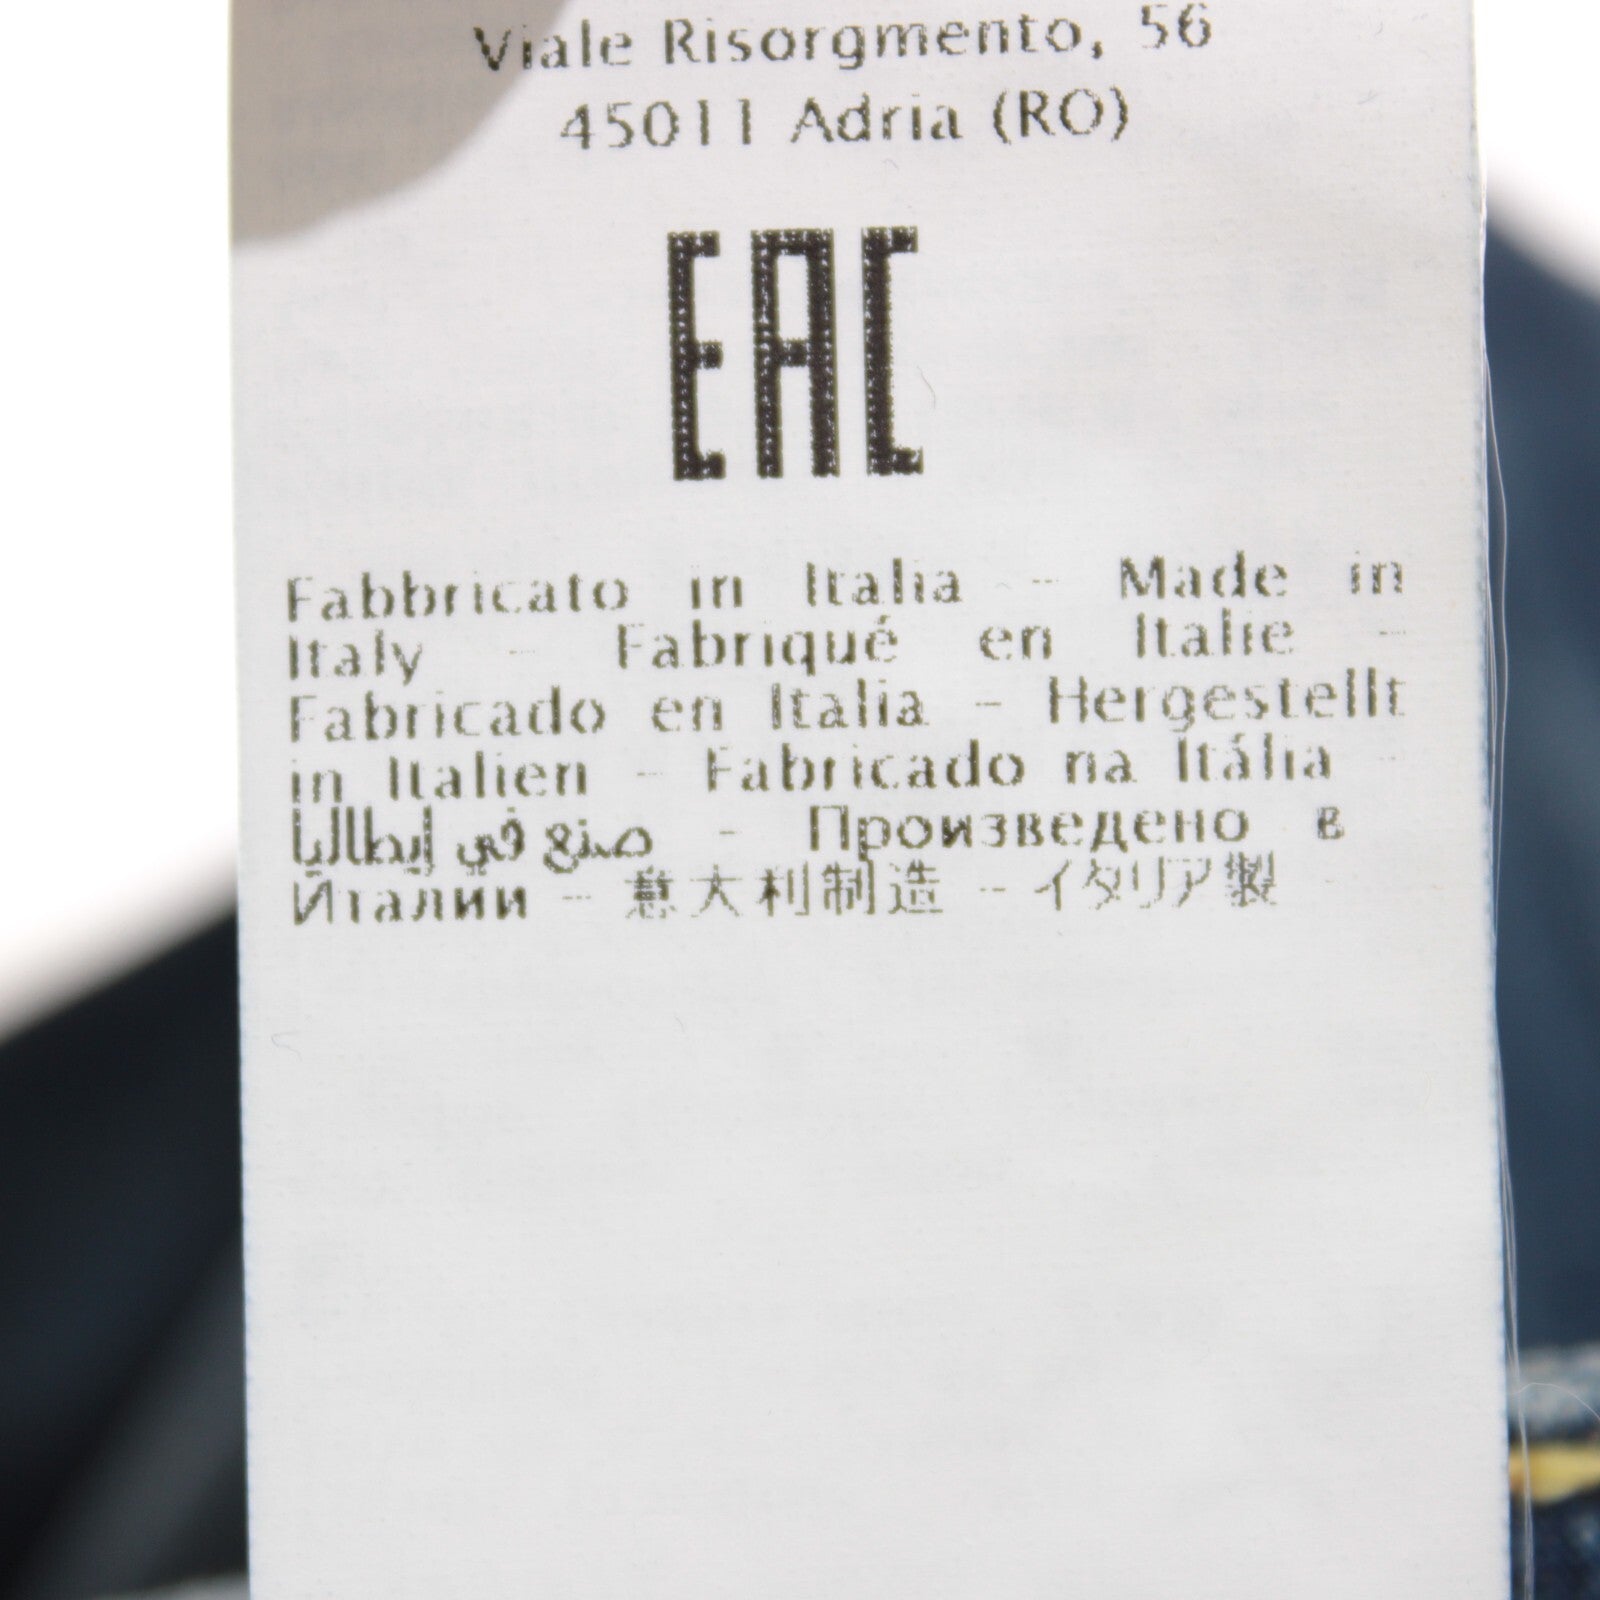 Viale Risorgmento, 56
45011 Adria (RO)
EAC
Fabbricato in Italia - Made in
Italy - Fabriqué en Italie -
Fabricado en Italia - Hergestellt
in Italien - Fabricado na Itália -
صنع في إيطاليا - Произведено в
Италии - 意大利制造 - イタリア製 -